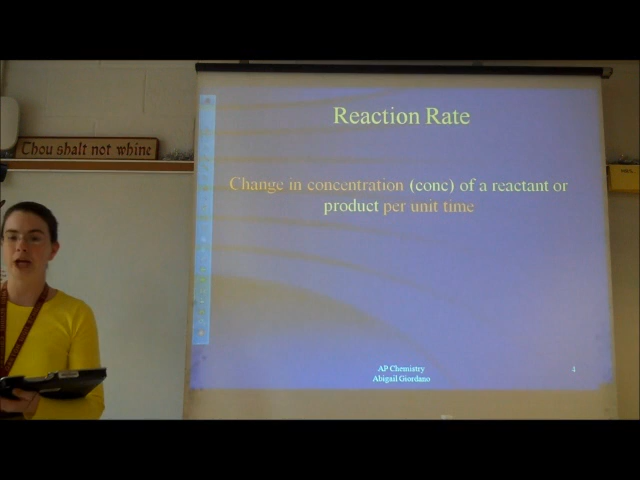 Thou shalt not whine
Reaction Rate
Change in concentration (conc) of a reactant or
product per unit time
AP Chemistry
Abigail Giordano
1